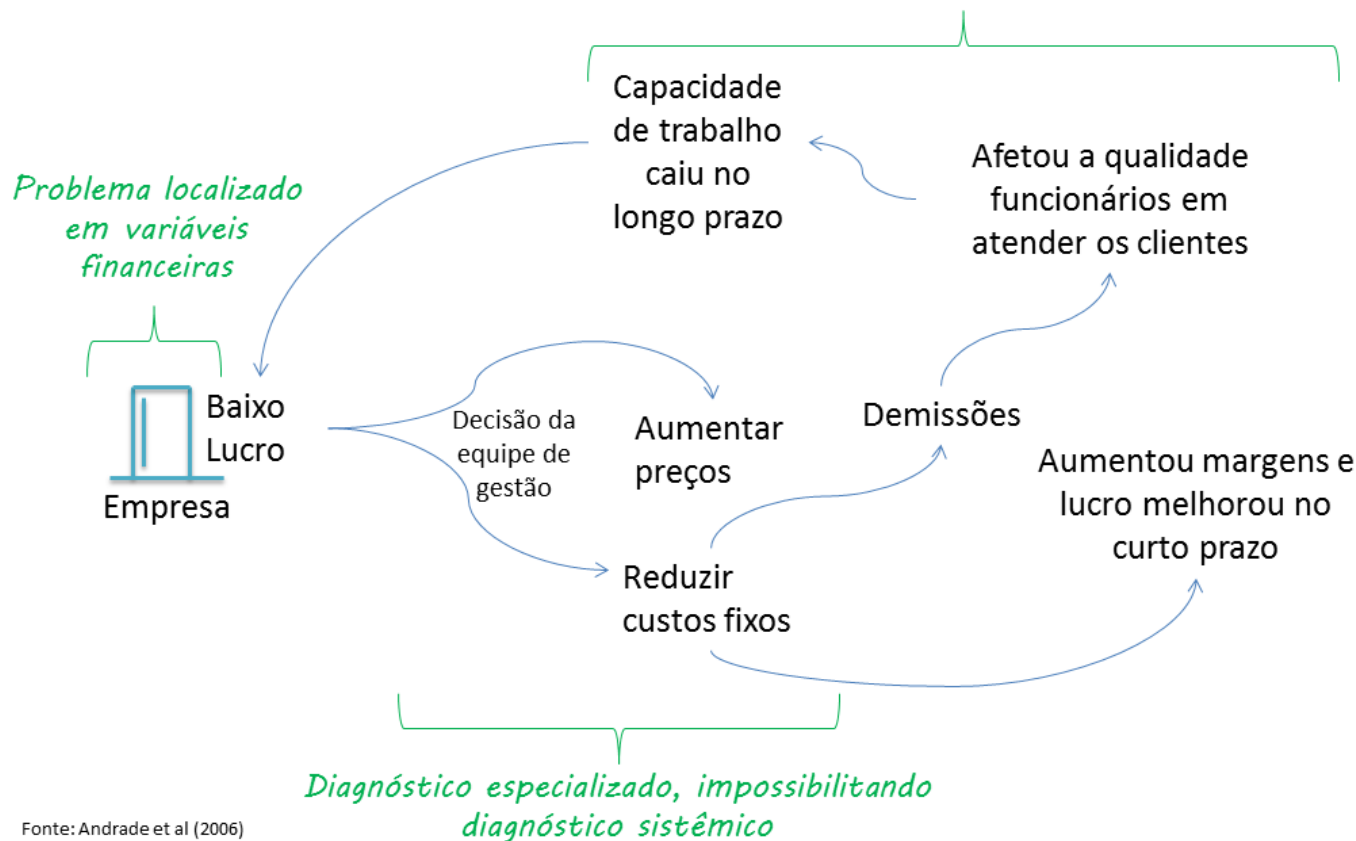 Capacidade
de trabalho
caiu no
longo prazo
Afetou a qualidade
funcionários em
atender os clientes
Problema localizado
em variáveis
financeiras
Baixo
Lucro
Empresa
Decisão da
equipe de
gestão
Aumentar
preços
Demissões
Aumentou margens e
lucro melhorou no
curto prazo
Reduzir
custos fixos
Diagnóstico especializado, impossibilitando
diagnóstico sistêmico
Fonte: Andrade et al (2006)